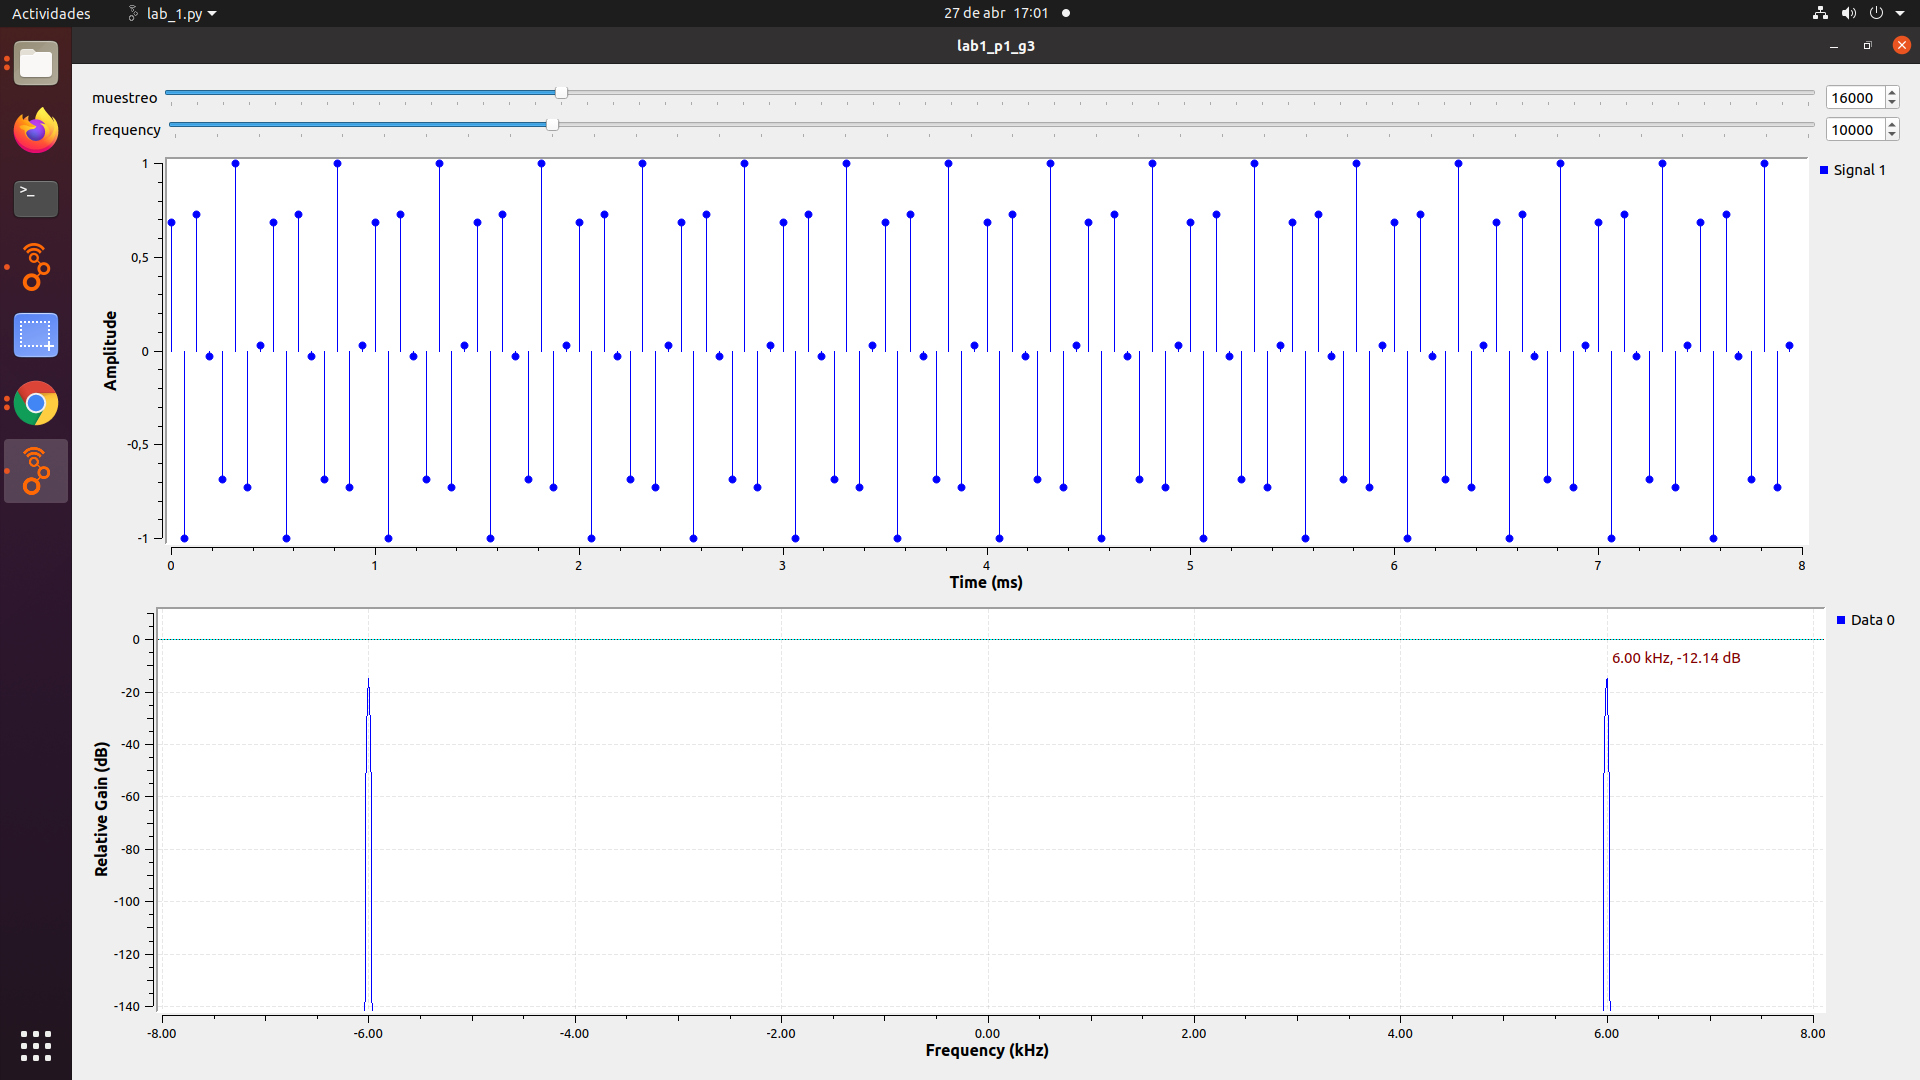 Actividades lab_1.py 27 de abr 17:01
lab1_p1_g3
muestreo 16000
frequency 10000
Signal 1
1
0,5
0
-0,5
-1
Amplitude
0 1 2 3 4 5 6 7 8
Time (ms)
Data 0
6.00 kHz, -12.14 dB
0
-20
-40
-60
-80
-100
-120
-140
Relative Gain (dB)
-8.00 -6.00 -4.00 -2.00 0.00 2.00 4.00 6.00 8.00
Frequency (kHz)